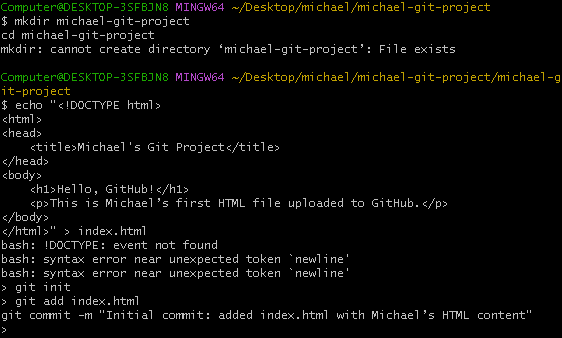 Computer@DESKTOP-3SFBJN8 MINGW64 ~/Desktop/michael/michael-git-project
$ mkdir michael-git-project
cd michael-git-project
mkdir: cannot create directory ‘michael-git-project’: File exists

Computer@DESKTOP-3SFBJN8 MINGW64 ~/Desktop/michael/michael-git-project/michael-g
it-project
$ echo "<!DOCTYPE html>
<html>
<head>
    <title>Michael's Git Project</title>
</head>
<body>
    <h1>Hello, GitHub!</h1>
    <p>This is Michael’s first HTML file uploaded to GitHub.</p>
</body>
</html>" > index.html
bash: !DOCTYPE: event not found
bash: syntax error near unexpected token `newline'
bash: syntax error near unexpected token `newline'
> git init
> git add index.html
git commit -m "Initial commit: added index.html with Michael’s HTML content"
>